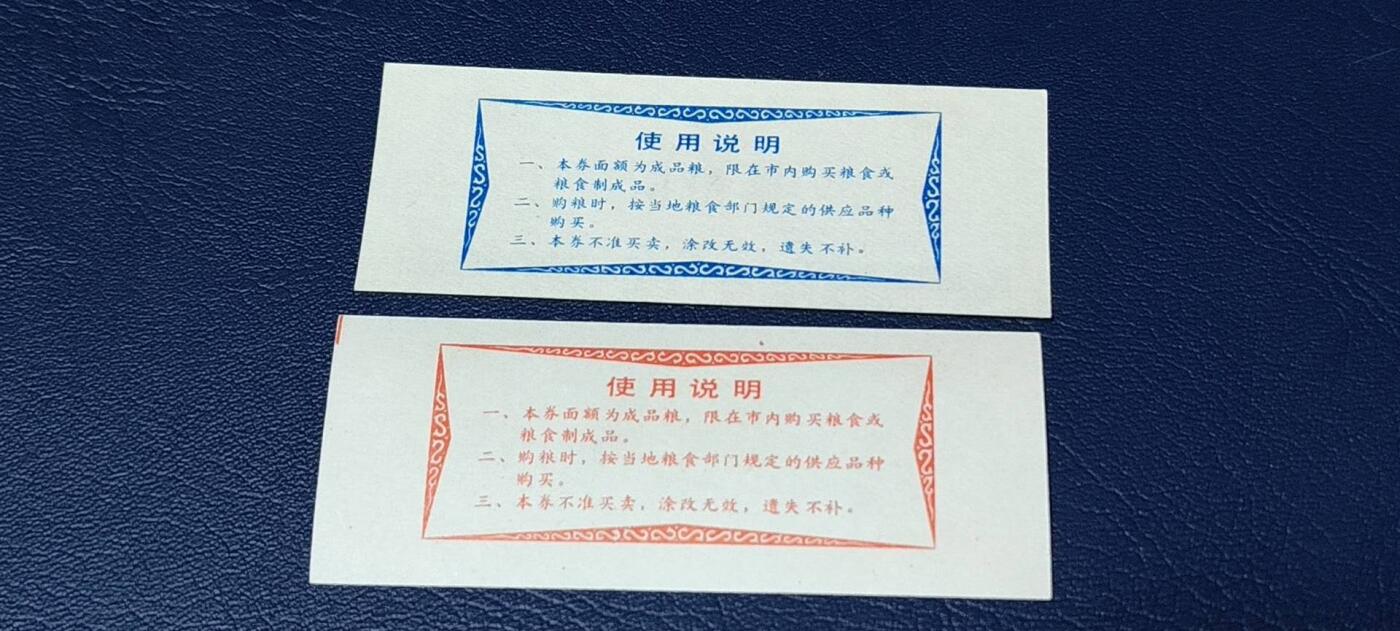 使用说明
一、本券面额为成品粮，限在市内购买粮食或
粮食制成品。
二、购粮时，按当地粮食部门规定的供应品种
购买。
三、本券不准买卖，涂改无效，遗失不补。
使用说明
一、本券面额为成品粮，限在市内购买粮食或
粮食制成品。
二、购粮时，按当地粮食部门规定的供应品种
购买。
三、本券不准买卖，涂改无效，遗失不补。